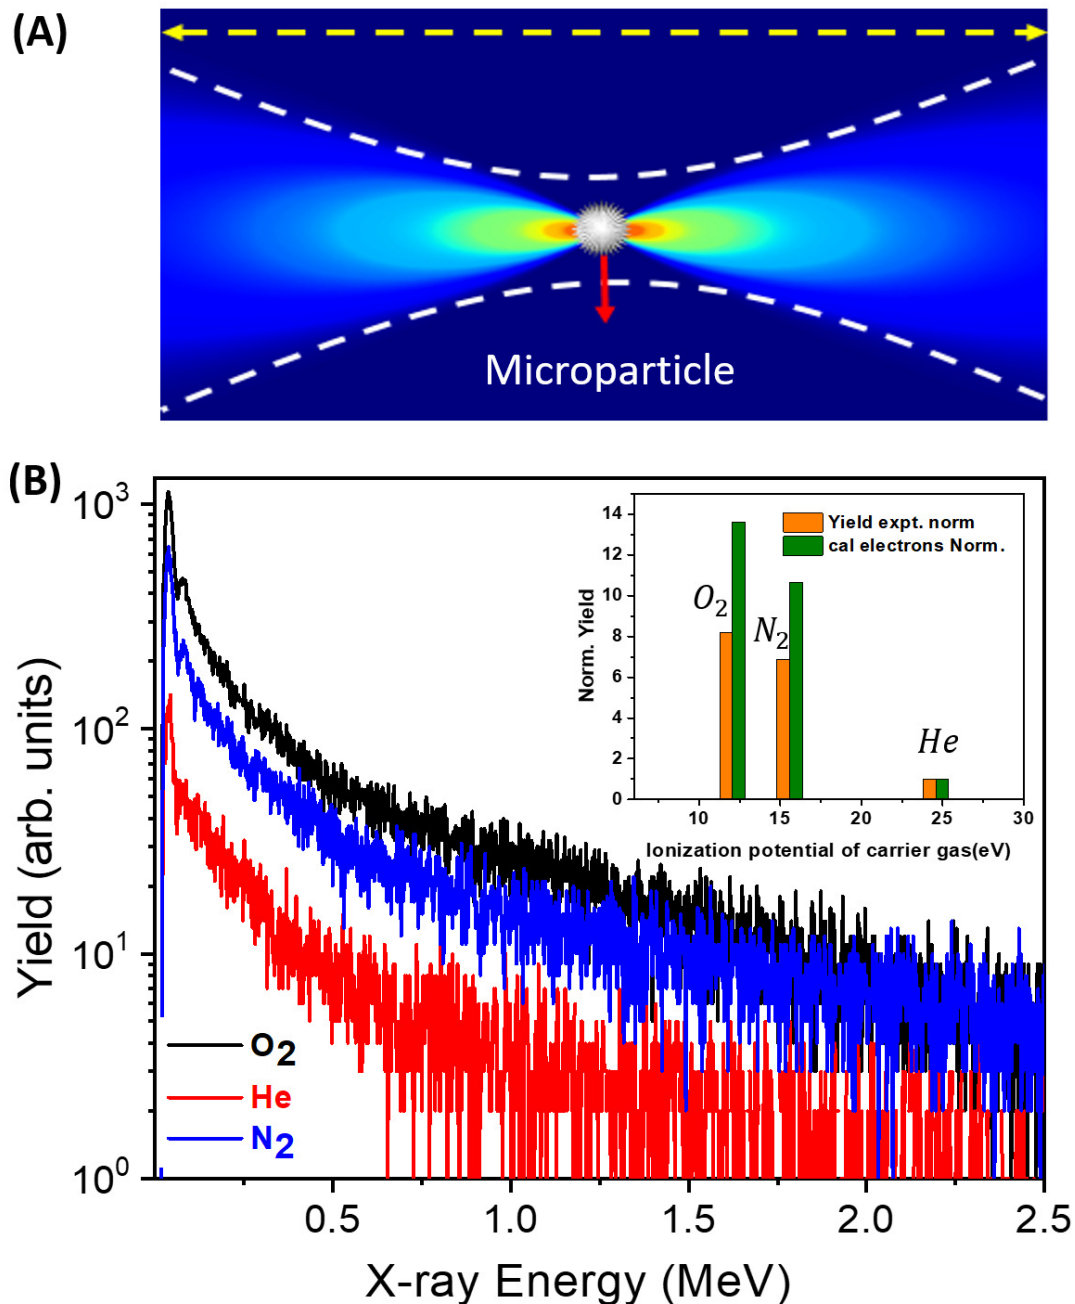 (A)
Microparticle
(B)
Yield (arb. units)
10³
10²
10¹
10⁰
O₂
He
N₂
0.5 1.0 1.5 2.0 2.5
X-ray Energy (MeV)
Norm. Yield
14
12
10
8
6
4
2
0
Yield expt. norm
cal electrons Norm.
O₂
N₂
He
10 15 20 25 30
Ionization potential of carrier gas(eV)